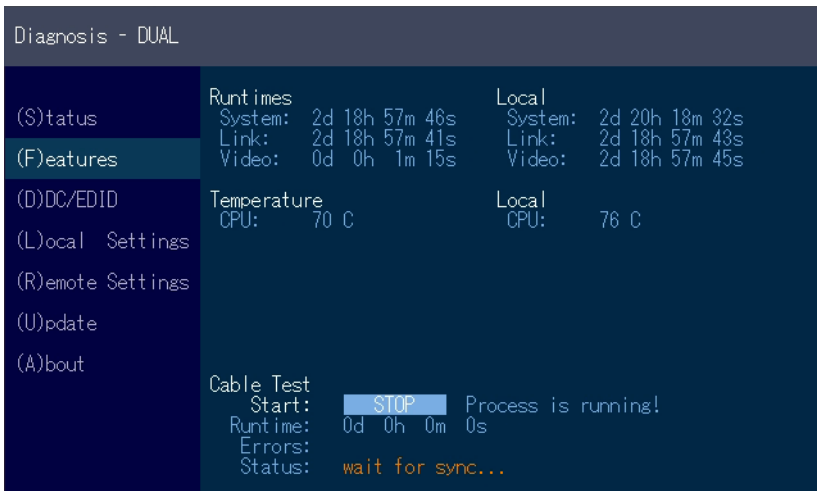 Diagnosis - DUAL
(S)tatus
(F)eatures
(D)DC/EDID
(L)ocal Settings
(R)emote Settings
(U)pdate
(A)bout
Runtimes
System: 2d 18h 57m 46s
Link: 2d 18h 57m 41s
Video: 0d 0h 1m 15s
Local
System: 2d 20h 18m 32s
Link: 2d 18h 57m 43s
Video: 2d 18h 57m 45s
Temperature
CPU: 70 C
Local
CPU: 76 C
Cable Test
Start: STOP Process is running!
Runtime: 0d 0h 0m 0s
Errors:
Status: wait for sync...